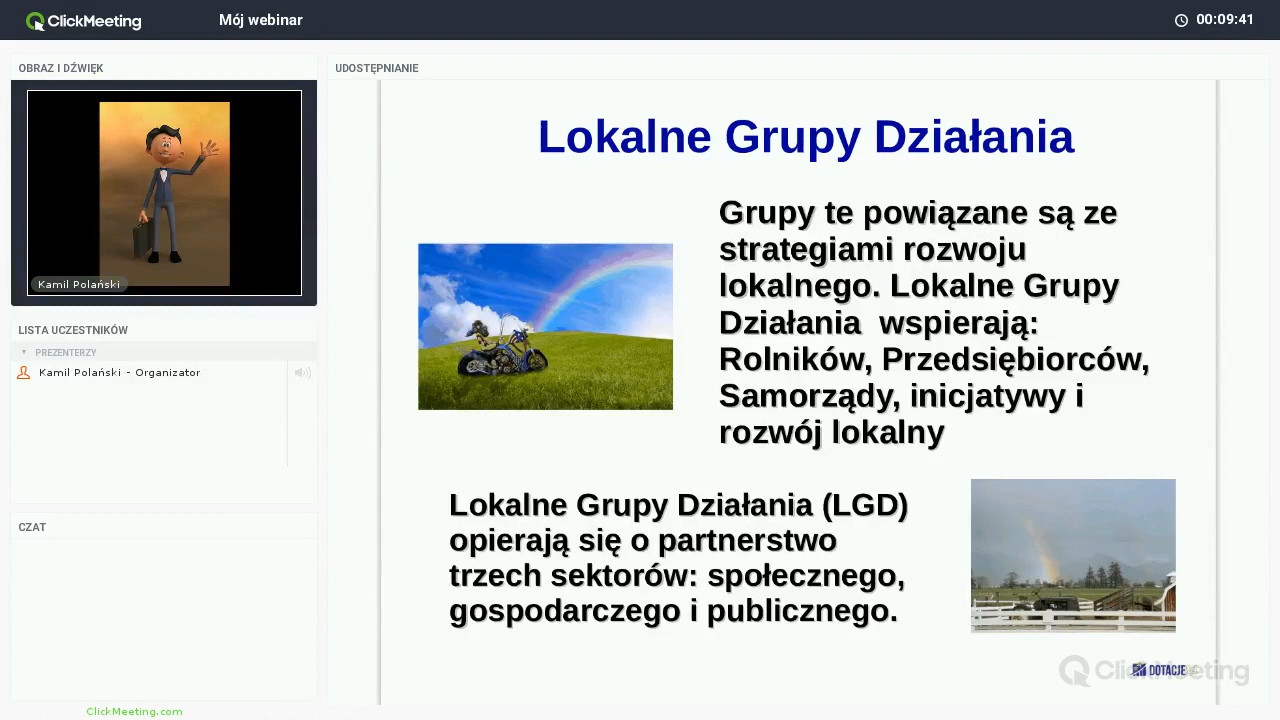 ClickMeeting
Mój webinar
00:09:41
OBRAZ I DŹWIĘK
Kamil Polański
LISTA UCZESTNIKÓW
PREZENTERZY
Kamil Polański - Organizator
CZAT
ClickMeeting.com
UDOSTĘPNIANIE
Lokalne Grupy Działania
Grupy te powiązane są ze
strategiami rozwoju
lokalnego. Lokalne Grupy
Działania wspierają:
Rolników, Przedsiębiorców,
Samorządy, inicjatywy i
rozwój lokalny
Lokalne Grupy Działania (LGD)
opierają się o partnerstwo
trzech sektorów: społecznego,
gospodarczego i publicznego.
DOTACJE
ClickMeeting